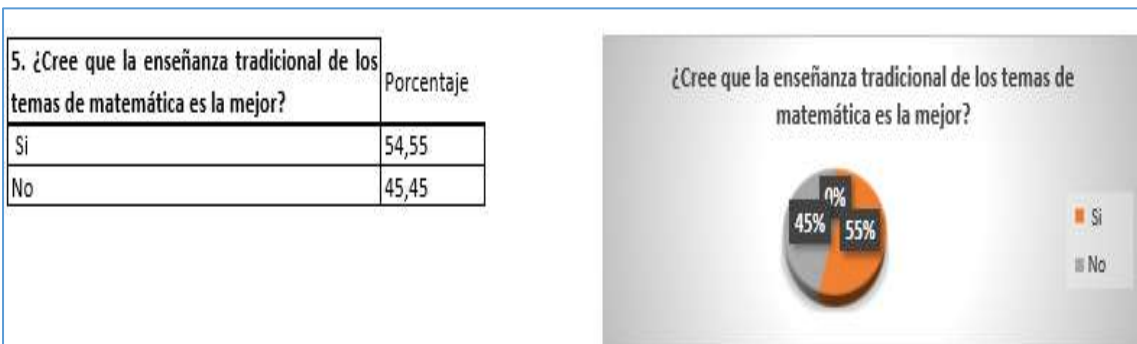 5. ¿Cree que la enseñanza tradicional de los
temas de matemática es la mejor?
Porcentaje
Si
54,55
No
45,45
¿Cree que la enseñanza tradicional de los temas de
matemática es la mejor?
0%
45%
55%
Si
No